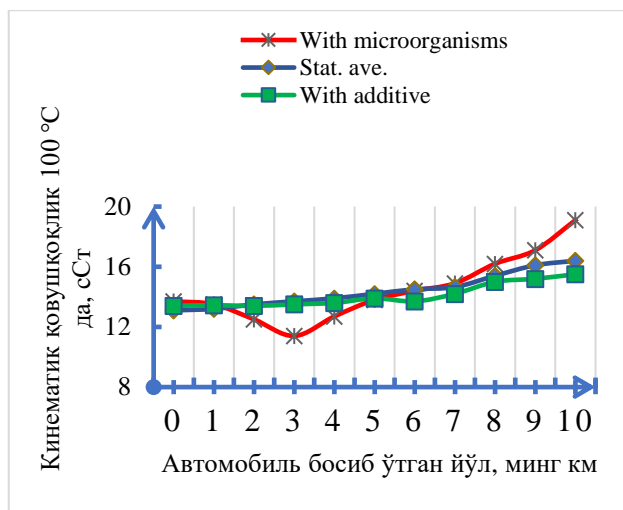 With microorganisms
Stat. ave.
With additive
Кинематик қовушқоқлик 100 °С
да, сСт
20
16
12
8
0 1 2 3 4 5 6 7 8 9 10
Автомобиль босиб ўтган йўл, минг км